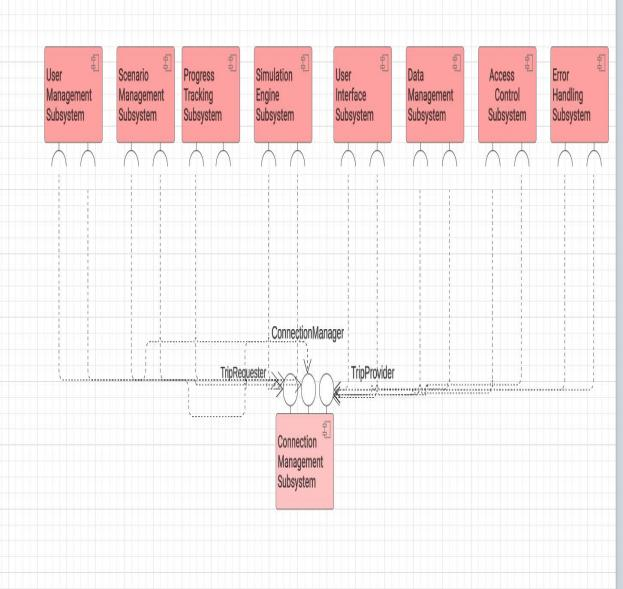 User
Management
Subsystem
Scenario
Management
Subsystem
Progress
Tracking
Subsystem
Simulation
Engine
Subsystem
User
Interface
Subsystem
Data
Management
Subsystem
Access
Control
Subsystem
Error
Handling
Subsystem
ConnectionManager
TripRequester
TripProvider
Connection
Management
Subsystem